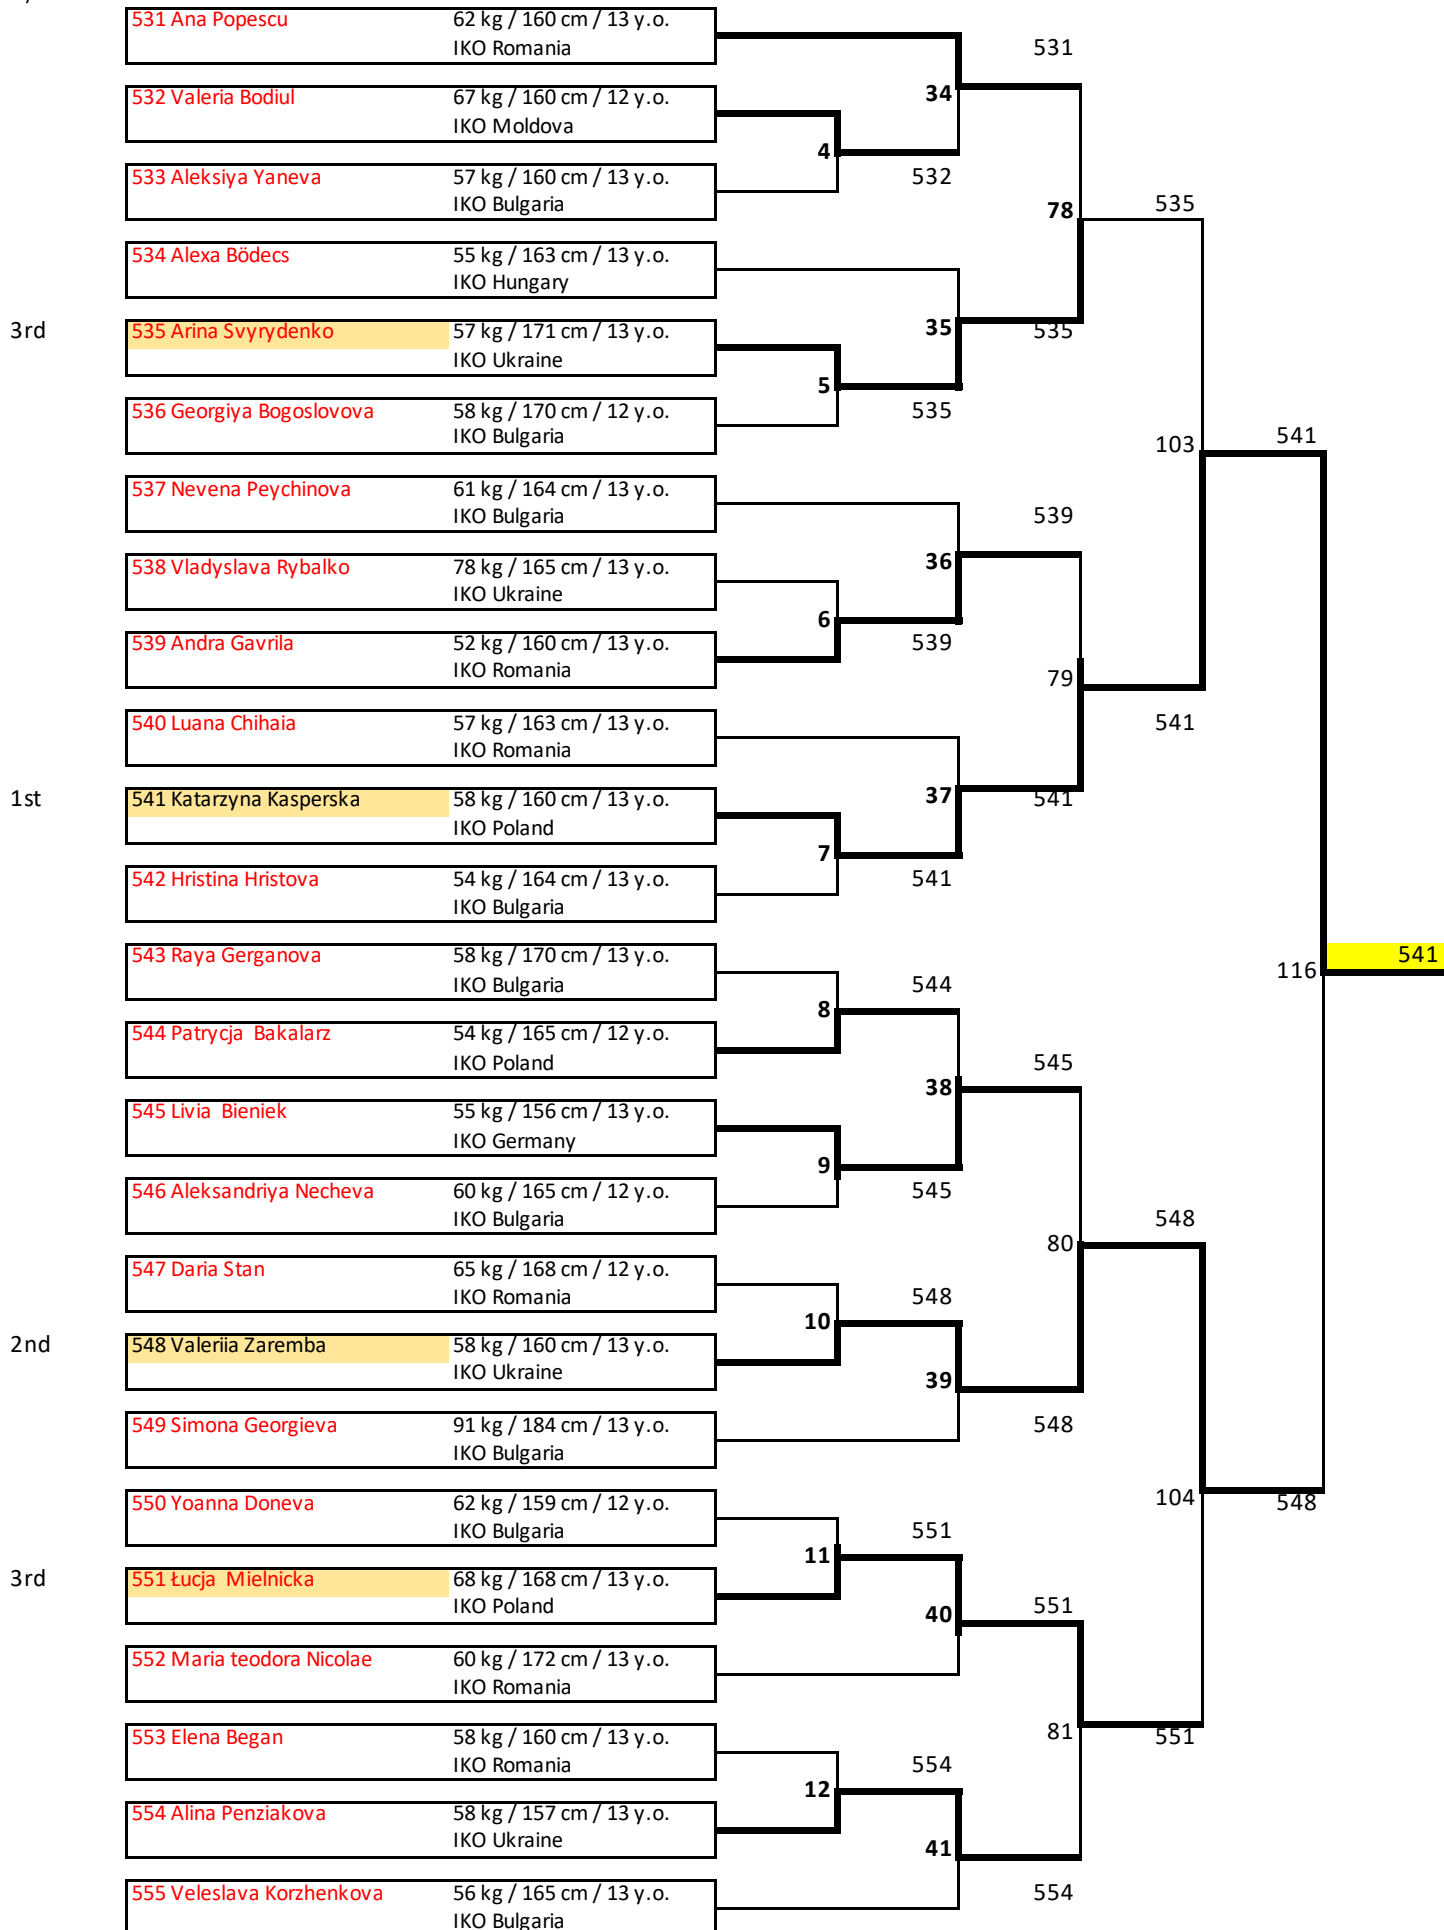 531 Ana Popescu 62 kg / 160 cm / 13 y.o.
IKO Romania
531
532 Valeria Bodiul 67 kg / 160 cm / 12 y.o.
34
IKO Moldova
4
533 Aleksiya Yaneva 57 kg / 160 cm / 13 y.o.
532
IKO Bulgaria
78
535
534 Alexa Bödecs 55 kg / 163 cm / 13 y.o.
IKO Hungary
3rd
535 Arina Svyrydenko 57 kg / 171 cm / 13 y.o.
35
535
IKO Ukraine
5
536 Georgiya Bogoslovova 58 kg / 170 cm / 12 y.o.
535
IKO Bulgaria
103
541
537 Nevena Peychinova 61 kg / 164 cm / 13 y.o.
IKO Bulgaria
539
538 Vladyslava Rybalko 78 kg / 165 cm / 13 y.o.
36
IKO Ukraine
6
539 Andra Gavrila 52 kg / 160 cm / 13 y.o.
539
IKO Romania
79
540 Luana Chihaia 57 kg / 163 cm / 13 y.o.
541
IKO Romania
1st
541 Katarzyna Kasperska 58 kg / 160 cm / 13 y.o.
37
541
IKO Poland
7
542 Hristina Hristova 54 kg / 164 cm / 13 y.o.
541
IKO Bulgaria
543 Raya Gerganova 58 kg / 170 cm / 13 y.o.
541
116
IKO Bulgaria
544
8
544 Patrycja Bakalarz 54 kg / 165 cm / 12 y.o.
IKO Poland
545
38
545 Livia Bieniek 55 kg / 156 cm / 13 y.o.
IKO Germany
9
546 Aleksandriya Necheva 60 kg / 165 cm / 12 y.o.
545
IKO Bulgaria
548
80
547 Daria Stan 65 kg / 168 cm / 12 y.o.
IKO Romania
548
10
2nd
548 Valeriia Zaremba 58 kg / 160 cm / 13 y.o.
IKO Ukraine
39
549 Simona Georgieva 91 kg / 184 cm / 13 y.o.
548
IKO Bulgaria
104
548
550 Yoanna Doneva 62 kg / 159 cm / 12 y.o.
IKO Bulgaria
551
11
3rd
551 Łucja Mielnicka 68 kg / 168 cm / 13 y.o.
IKO Poland
551
40
552 Maria teodora Nicolae 60 kg / 172 cm / 13 y.o.
IKO Romania
81
551
553 Elena Began 58 kg / 160 cm / 13 y.o.
IKO Romania
554
12
554 Alina Penziakova 58 kg / 157 cm / 13 y.o.
IKO Ukraine
41
555 Veleslava Korzhenkova 56 kg / 165 cm / 13 y.o.
554
IKO Bulgaria